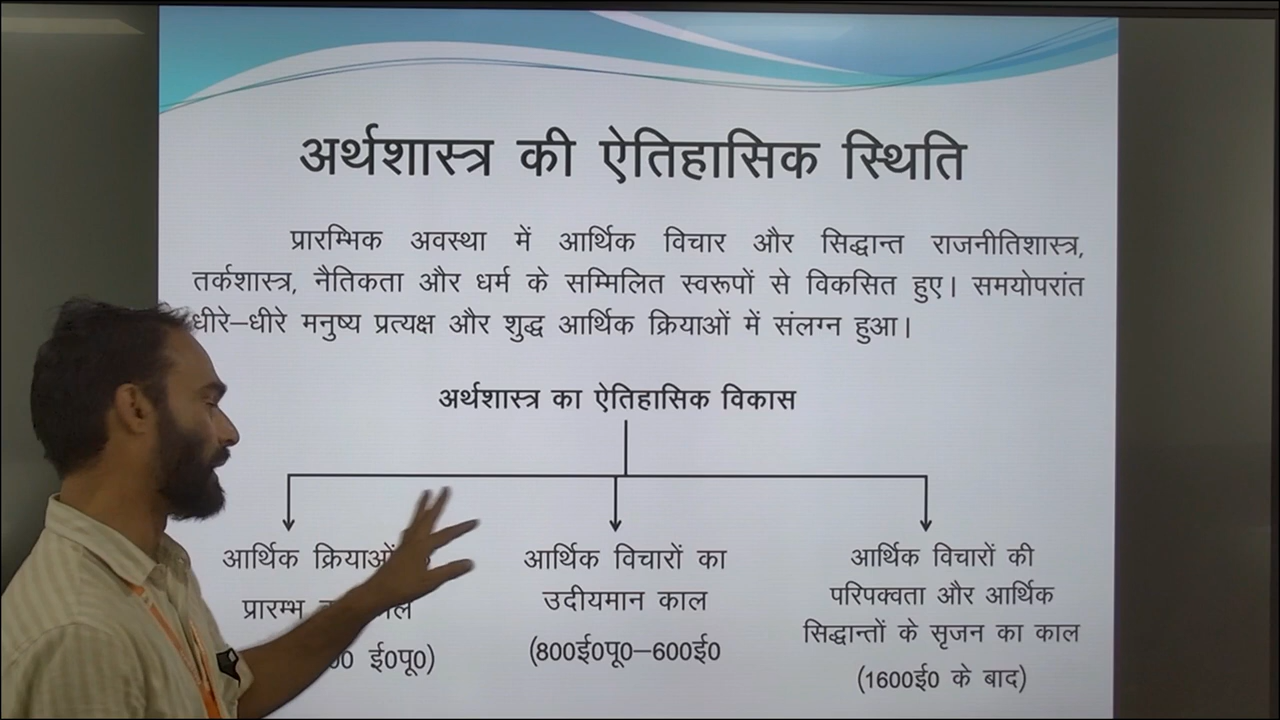 अर्थशास्त्र की ऐतिहासिक स्थिति
प्रारम्भिक अवस्था में आर्थिक विचार और सिद्धान्त राजनीतिशास्त्र,
तर्कशास्त्र, नैतिकता और धर्म के सम्मिलित स्वरूपों से विकसित हुए। समयोपरांत
धीरे–धीरे मनुष्य प्रत्यक्ष और शुद्ध आर्थिक क्रियाओं में संलग्न हुआ।
अर्थशास्त्र का ऐतिहासिक विकास
आर्थिक क्रियाओं
प्रारम्भ
ई0पू0)
आर्थिक विचारों का
उदीयमान काल
(800ई0पू0–600ई0
आर्थिक विचारों की
परिपक्वता और आर्थिक
सिद्धान्तों के सृजन का काल
(1600ई0 के बाद)